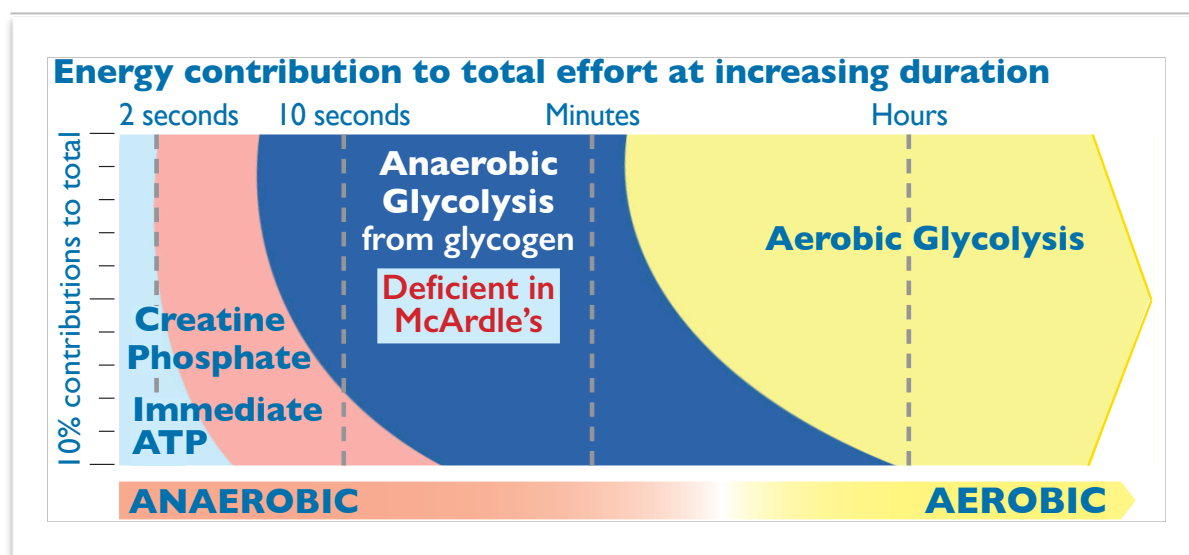 Energy contribution to total effort at increasing duration
2 seconds 10 seconds Minutes Hours
10% contributions to total
Anaerobic
Glycolysis
from glycogen
Deficient in
McArdle's
Aerobic Glycolysis
Creatine
Phosphate
Immediate
ATP
ANAEROBIC AEROBIC